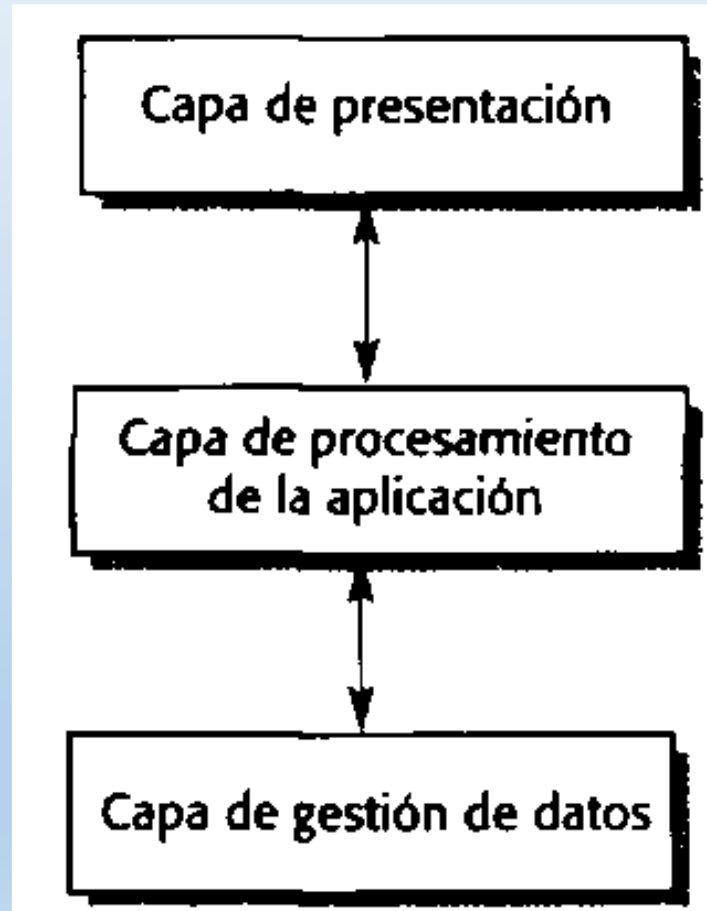 Capa de presentación
Capa de procesamiento
de la aplicación
Capa de gestión de datos